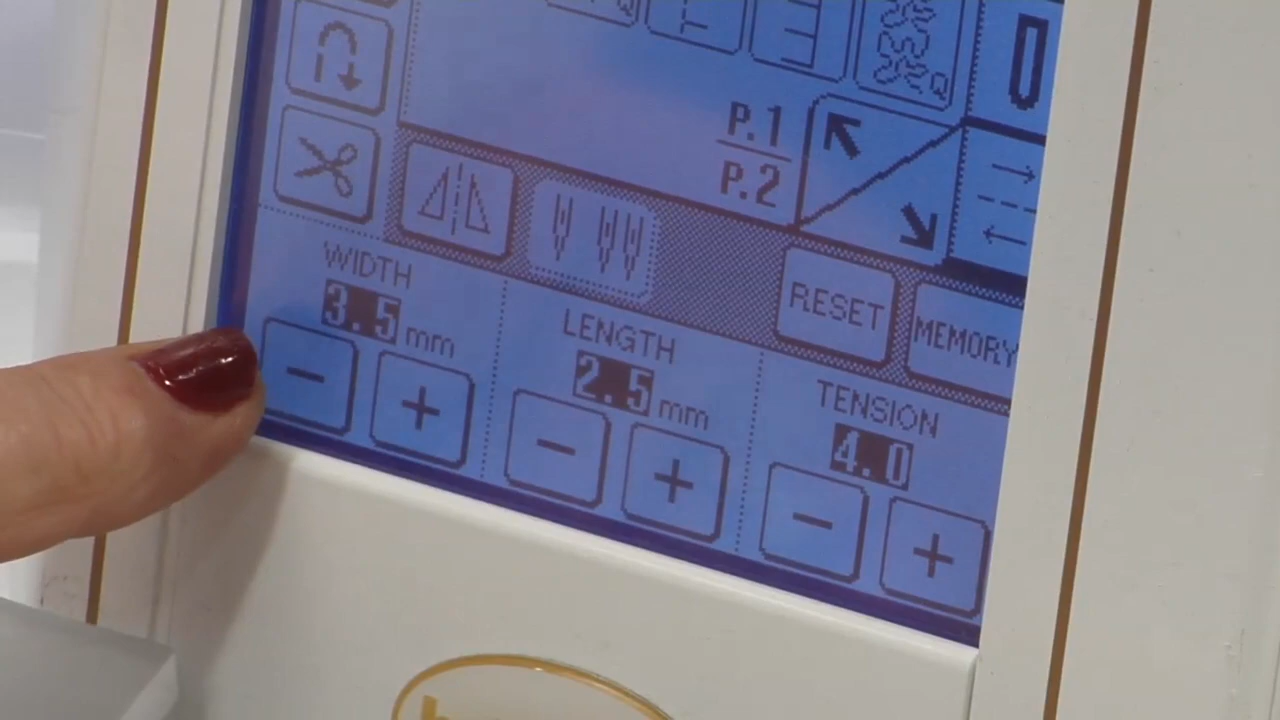 P.1
P.2
RESET
MEMORY
WIDTH
3.5 mm
LENGTH
2.5 mm
TENSION
4.0
- +
- +
- +